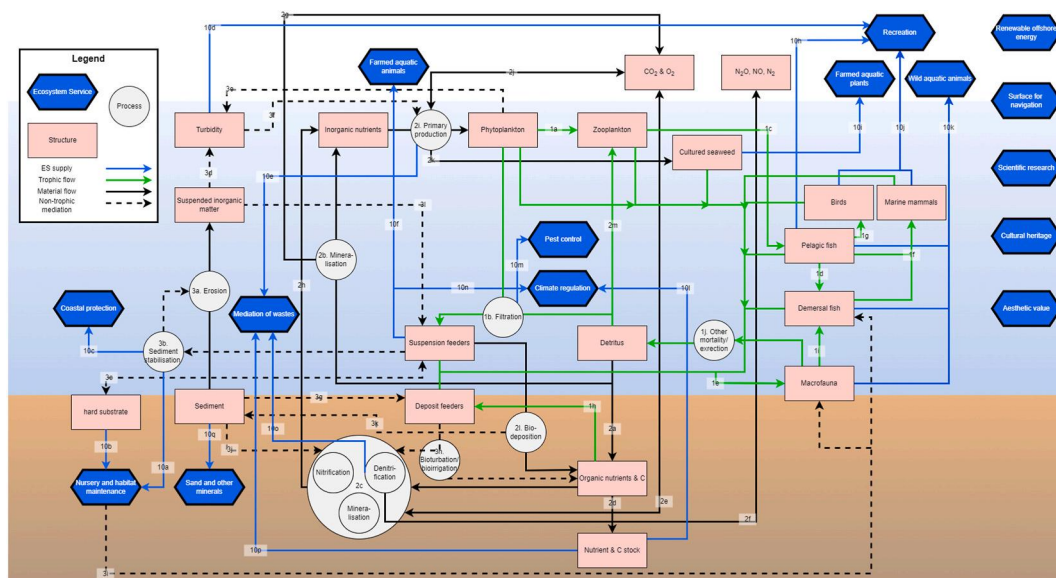 2g
10d
Recreation
Renewable offshore
energy
Legend
Ecosystem Service
Process
Structure
ES supply
Trophic flow
Material flow
Non-trophic
mediation
Farmed aquatic
animals
2j
CO2 & O2
N2O, NO, N2
10h
Farmed aquatic
plants
Wild aquatic animals
Surface for
navigation
Turbidity
3f
Inorganic nutrients
2i. Primary
production
Phytoplankton
1a
Zooplankton
1c
10i
10j
10k
Cultured seaweed
Scientific research
3d
10e
Suspended inorganic
matter
3l
10f
Birds
Marine mammals
2m
Pest control
10m
1g
Pelagic fish
1f
1d
Cultural heritage
2b. Minera-
lisation
2h
3a. Erosion
10n
Climate regulation
10l
Coastal protection
Mediation of wastes
1b. Filtration
Demersal fish
Aesthetic value
10c
3b.
Sediment
stabilisation
Suspension feeders
Detritus
1j. Other
mortality/
exrection
1i
1e
Macrofauna
hard substrate
Sediment
3g
Deposit feeders
1h
10b
10a
10q
10o
2l. Bio-
deposition
2a
3h.
Bioturbation/
bioirrigation
Nursery and habitat
maintenance
Sand and other
minerals
Nitrification
Denitri-
fication
2c
Minera-
lisation
Organic nutrients & C
2d
2e
2f
10p
Nutrient & C stock